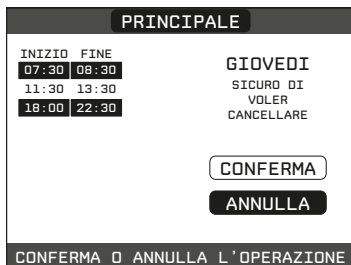 PRINCIPALE
INIZIO FINE
07:30 08:30
11:30 13:30
18:00 22:30
GIOVEDI
SICURO DI
VOLER
CANCELLARE
CONFERMA
ANNULLA
CONFERMA O ANNULLA L'OPERAZIONE